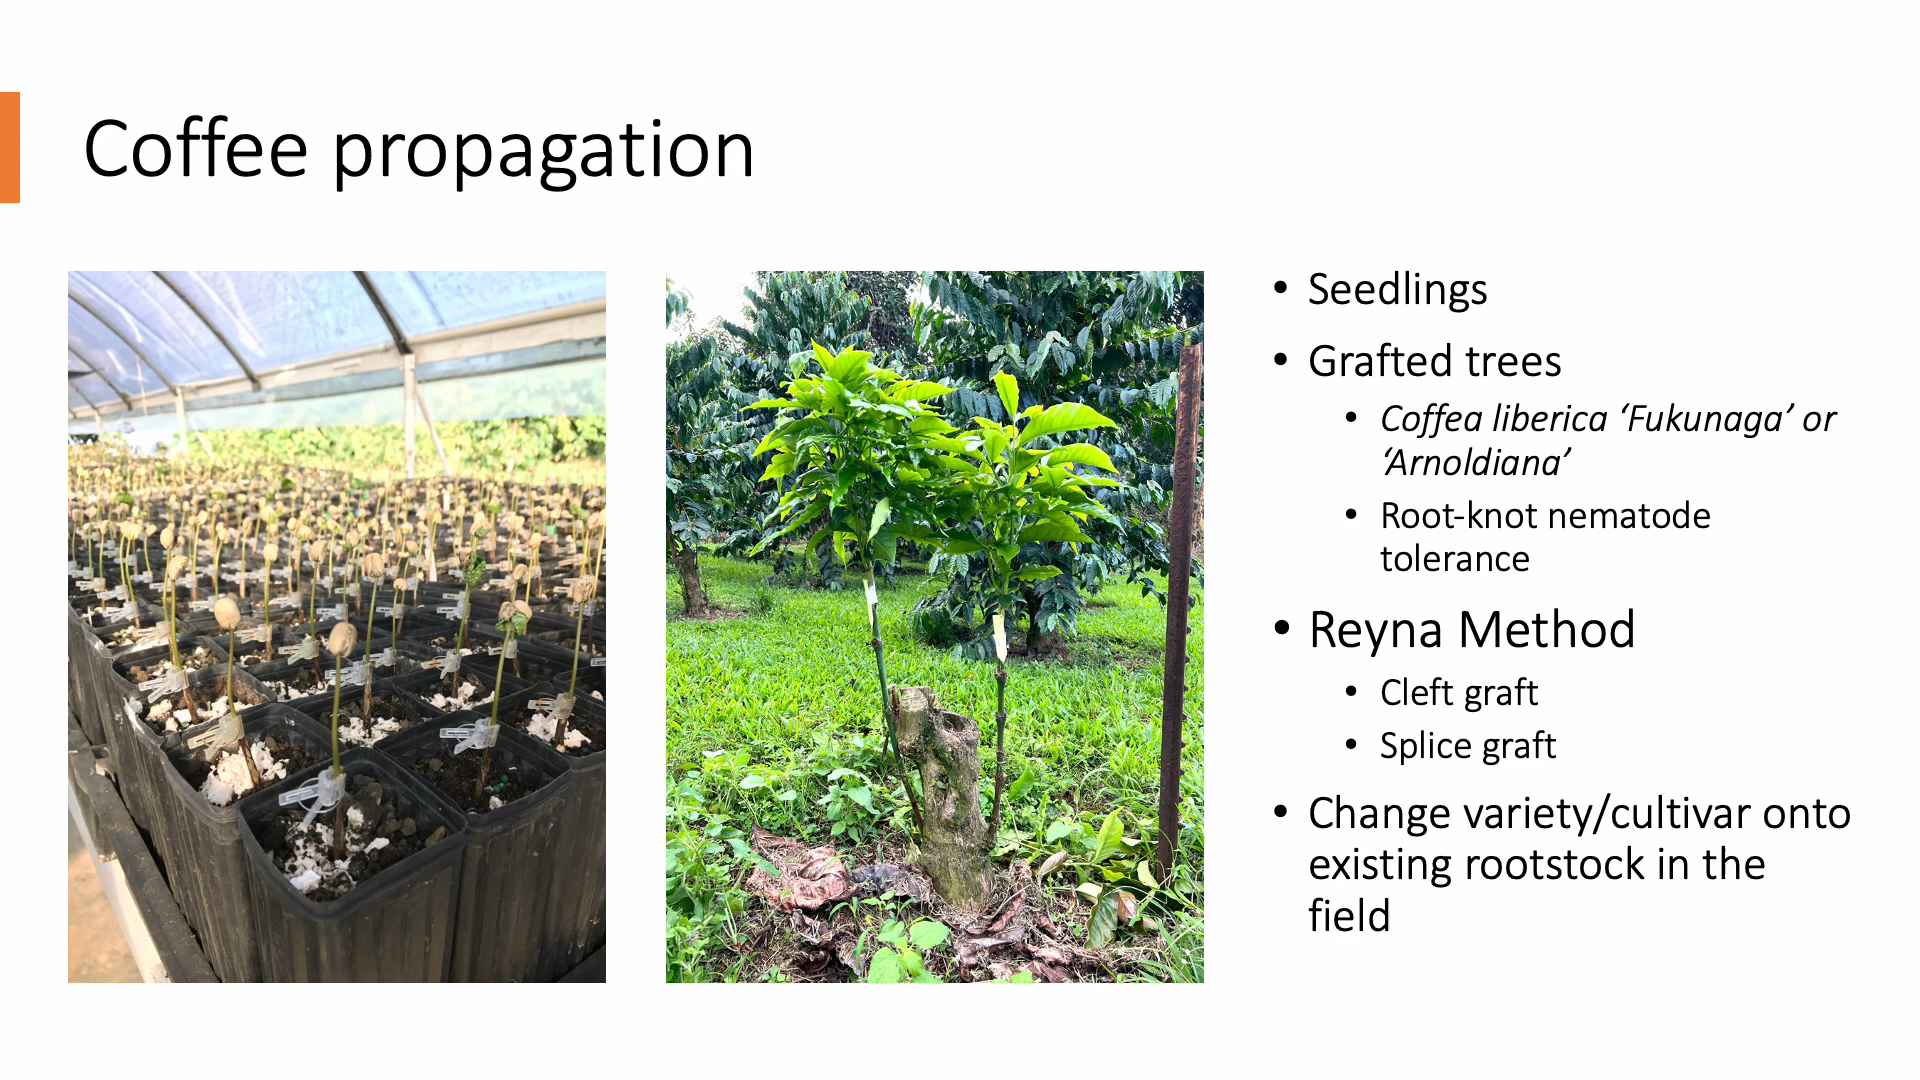 Coffee propagation
• Seedlings
• Grafted trees
• Coffea liberica ‘Fukunaga’ or
‘Arnoldiana’
• Root-knot nematode
tolerance
• Reyna Method
• Cleft graft
• Splice graft
• Change variety/cultivar onto
existing rootstock in the
field